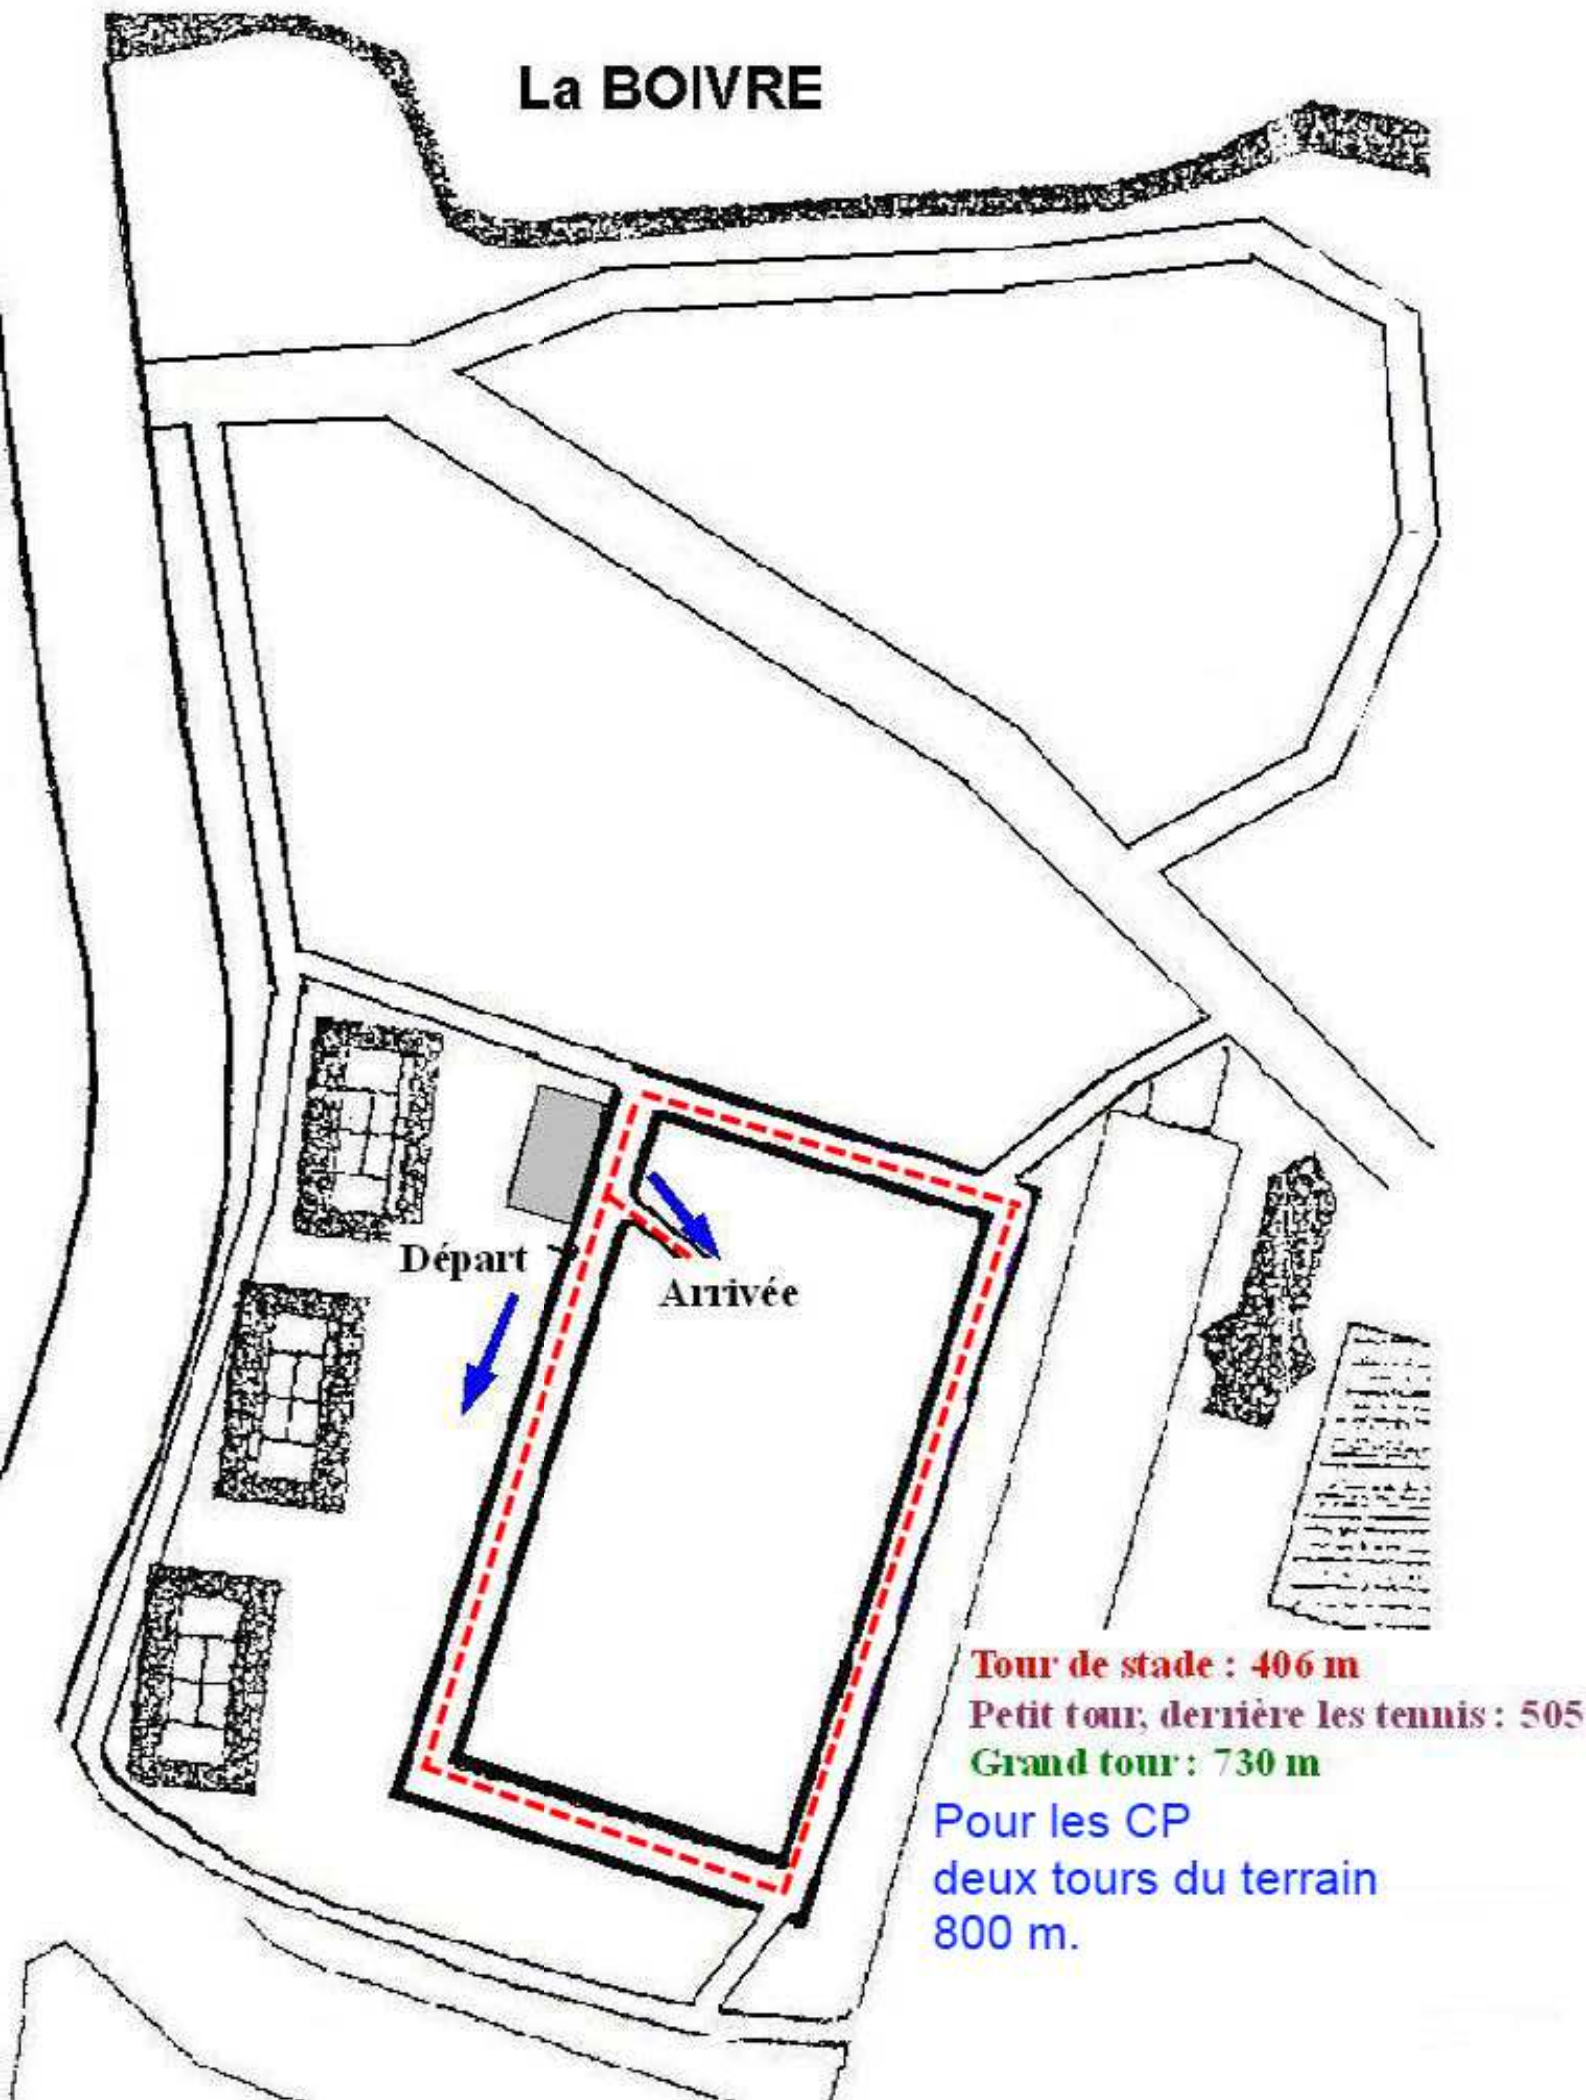 La BOIVRE
Départ
Arrivée
Tour de stade : 406 m
Petit tour, derrière les tennis : 505
Grand tour : 730 m
Pour les CP
deux tours du terrain
800 m.